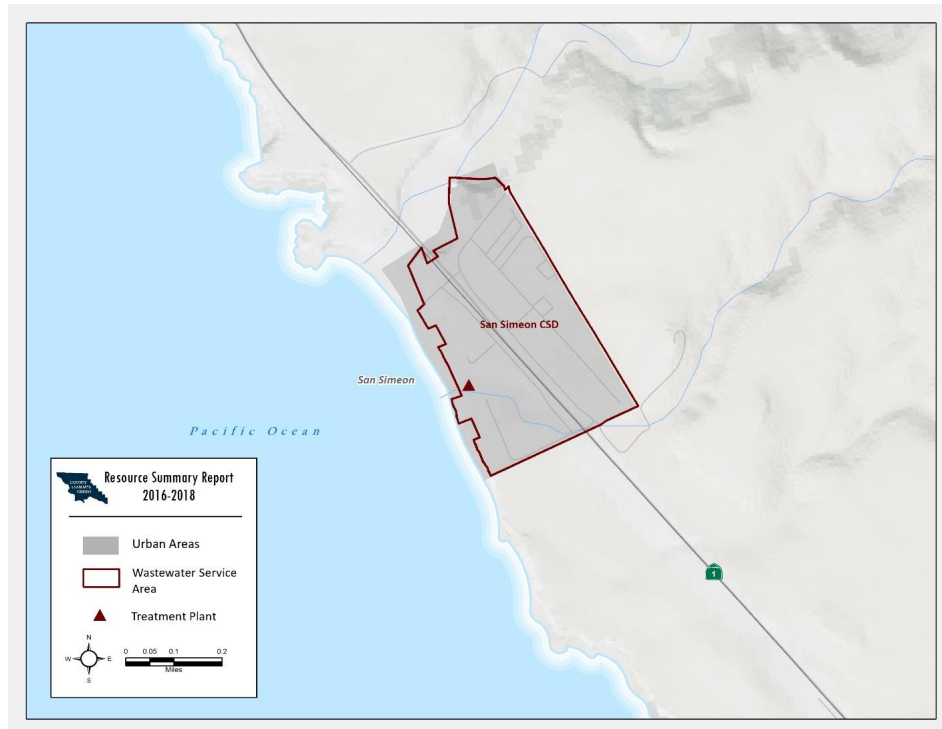 San Simeon CSD
San Simeon
Pacific Ocean
Resource Summary Report
2016-2018
Urban Areas
Wastewater Service
Area
Treatment Plant
N
W E
S
0 0.05 0.1 0.2
Miles
1